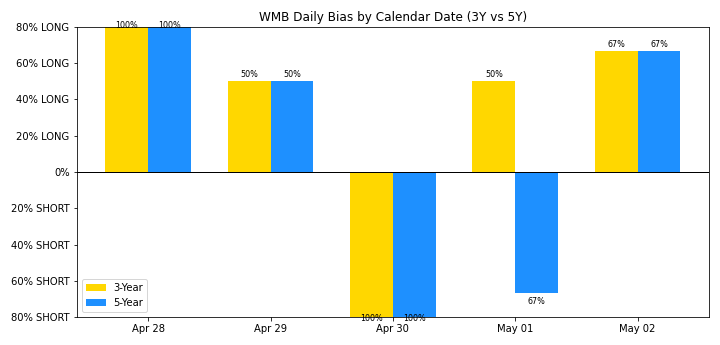 WMB Daily Bias by Calendar Date (3Y vs 5Y)
80% LONG
60% LONG
40% LONG
20% LONG
0%
20% SHORT
40% SHORT
60% SHORT
80% SHORT
100% 100%
50% 50%
100% 100%
50%
67%
67% 67%
3-Year
5-Year
Apr 28 Apr 29 Apr 30 May 01 May 02